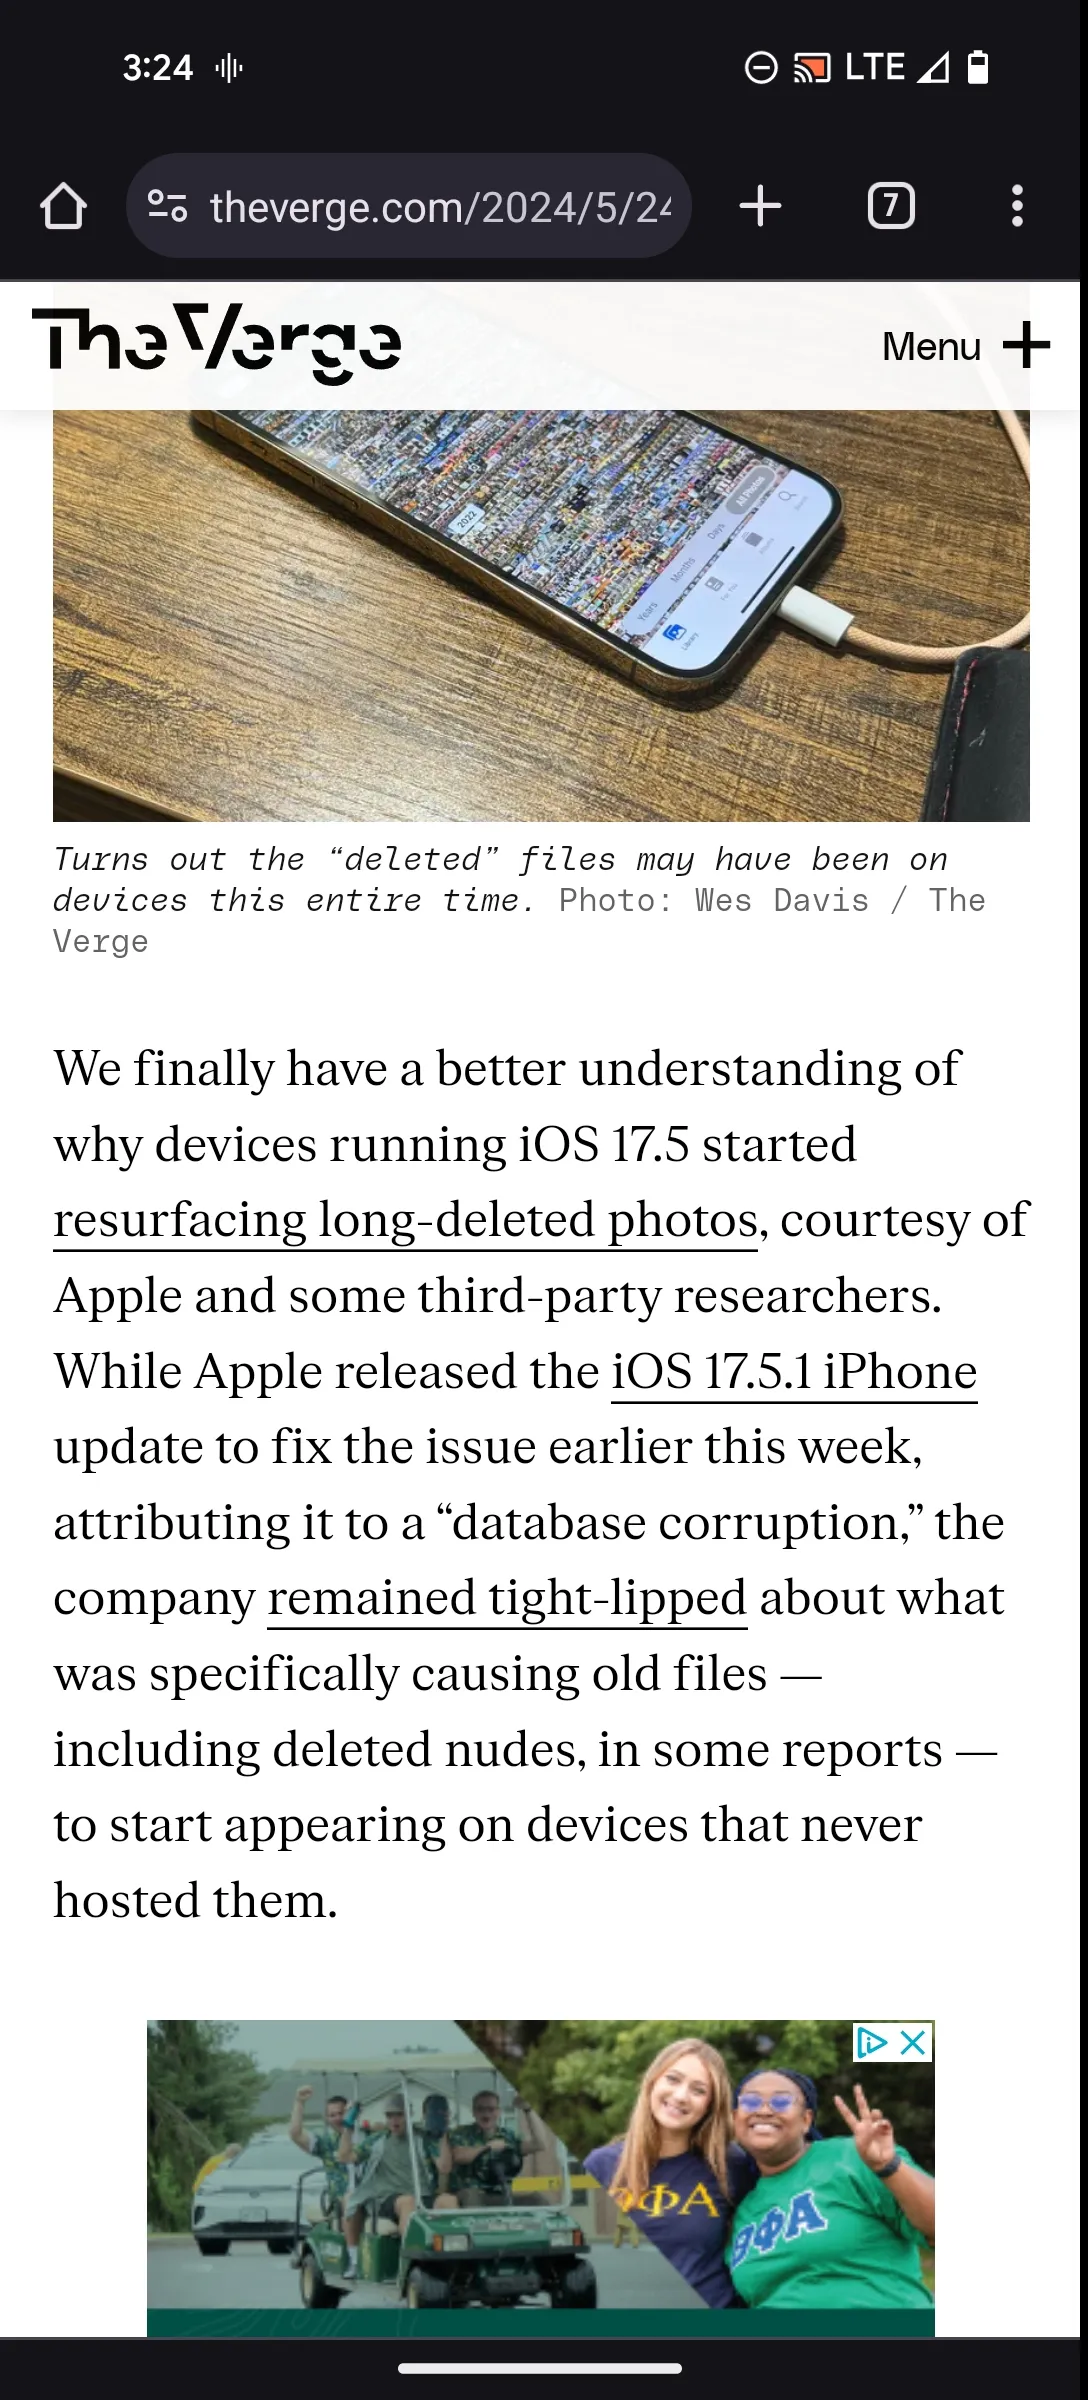 3:24
LTE
theverge.com/2024/5/24
7
The Verge
Menu
2022
All Photos
Days
Months
Years
Search
For You
Library
Turns out the “deleted” files may have been on
devices this entire time. Photo: Wes Davis / The
Verge
We finally have a better understanding of
why devices running iOS 17.5 started
resurfacing long-deleted photos, courtesy of
Apple and some third-party researchers.
While Apple released the iOS 17.5.1 iPhone
update to fix the issue earlier this week,
attributing it to a “database corruption,” the
company remained tight-lipped about what
was specifically causing old files —
including deleted nudes, in some reports —
to start appearing on devices that never
hosted them.
ΦΑ
ΘΦΑ